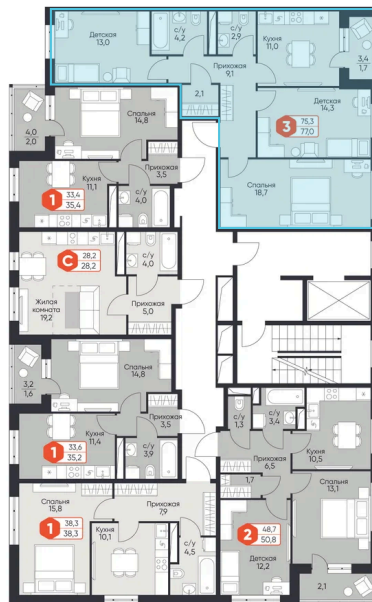 Детская
13,0
с/у
4,2
с/у
2,9
Кухня
11,0
3,4
1,7
Прихожая
9,1
2,1
Детская
14,3
3
75,3
77,0
Спальня
18,7
Спальня
14,8
4,0
2,0
Кухня
11,1
Прихожая
3,5
с/у
4,0
1
33,4
35,4
С
28,2
28,2
с/у
4,0
Жилая
комната
19,2
Прихожая
5,0
Спальня
14,8
3,2
1,6
Кухня
11,4
Прихожая
3,5
с/у
3,9
1
33,6
35,2
Спальня
15,8
Прихожая
7,9
1
38,3
38,3
Кухня
10,1
с/у
4,5
с/у
1,3
с/у
3,4
Кухня
10,5
Прихожая
6,5
1,7
Спальня
13,1
2
48,7
50,8
Детская
12,2
2,1